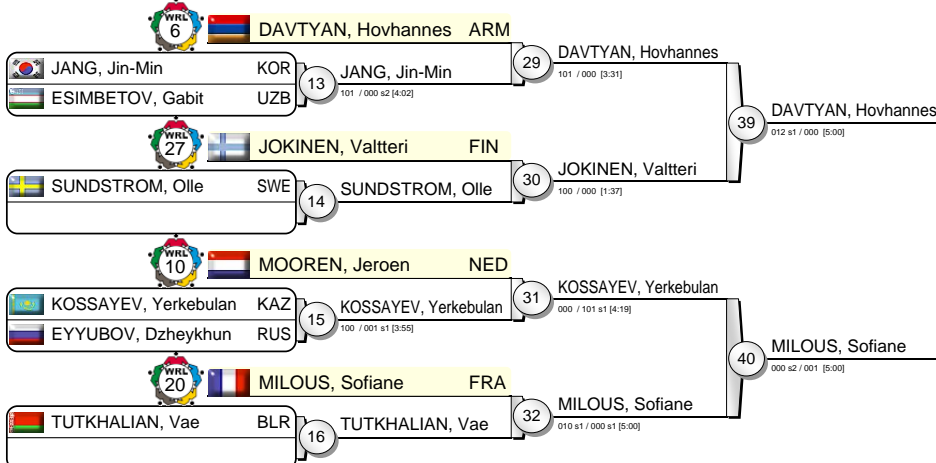 WRL 6 DAVTYAN, Hovhannes ARM
JANG, Jin-Min KOR
ESIMBETOV, Gabit UZB
13 JANG, Jin-Min
101 / 000 s2 [4:02]
29 DAVTYAN, Hovhannes
101 / 000 [3:31]
WRL 27 JOKINEN, Valtteri FIN
SUNDSTROM, Olle SWE
14 SUNDSTROM, Olle
30 JOKINEN, Valtteri
100 / 000 [1:37]
39 DAVTYAN, Hovhannes
012 s1 / 000 [5:00]
WRL 10 MOOREN, Jeroen NED
KOSSAYEV, Yerkebulan KAZ
EYYUBOV, Dzheykhun RUS
15 KOSSAYEV, Yerkebulan
100 / 001 s1 [3:55]
31 KOSSAYEV, Yerkebulan
000 / 101 s1 [4:19]
WRL 20 MILOUS, Sofiane FRA
TUTKHALIAN, Vae BLR
16 TUTKHALIAN, Vae
32 MILOUS, Sofiane
010 s1 / 000 s1 [5:00]
40 MILOUS, Sofiane
000 s2 / 001 [5:00]